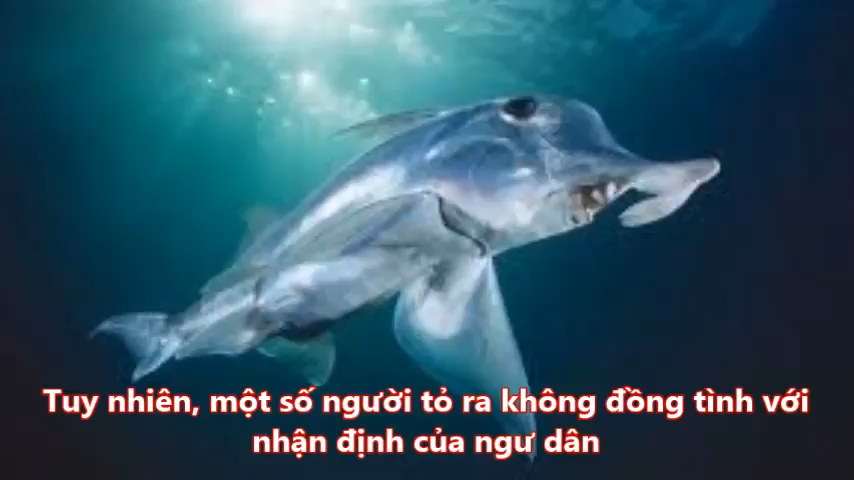 Tuy nhiên, một số người tỏ ra không đồng tình với
nhận định của ngư dân